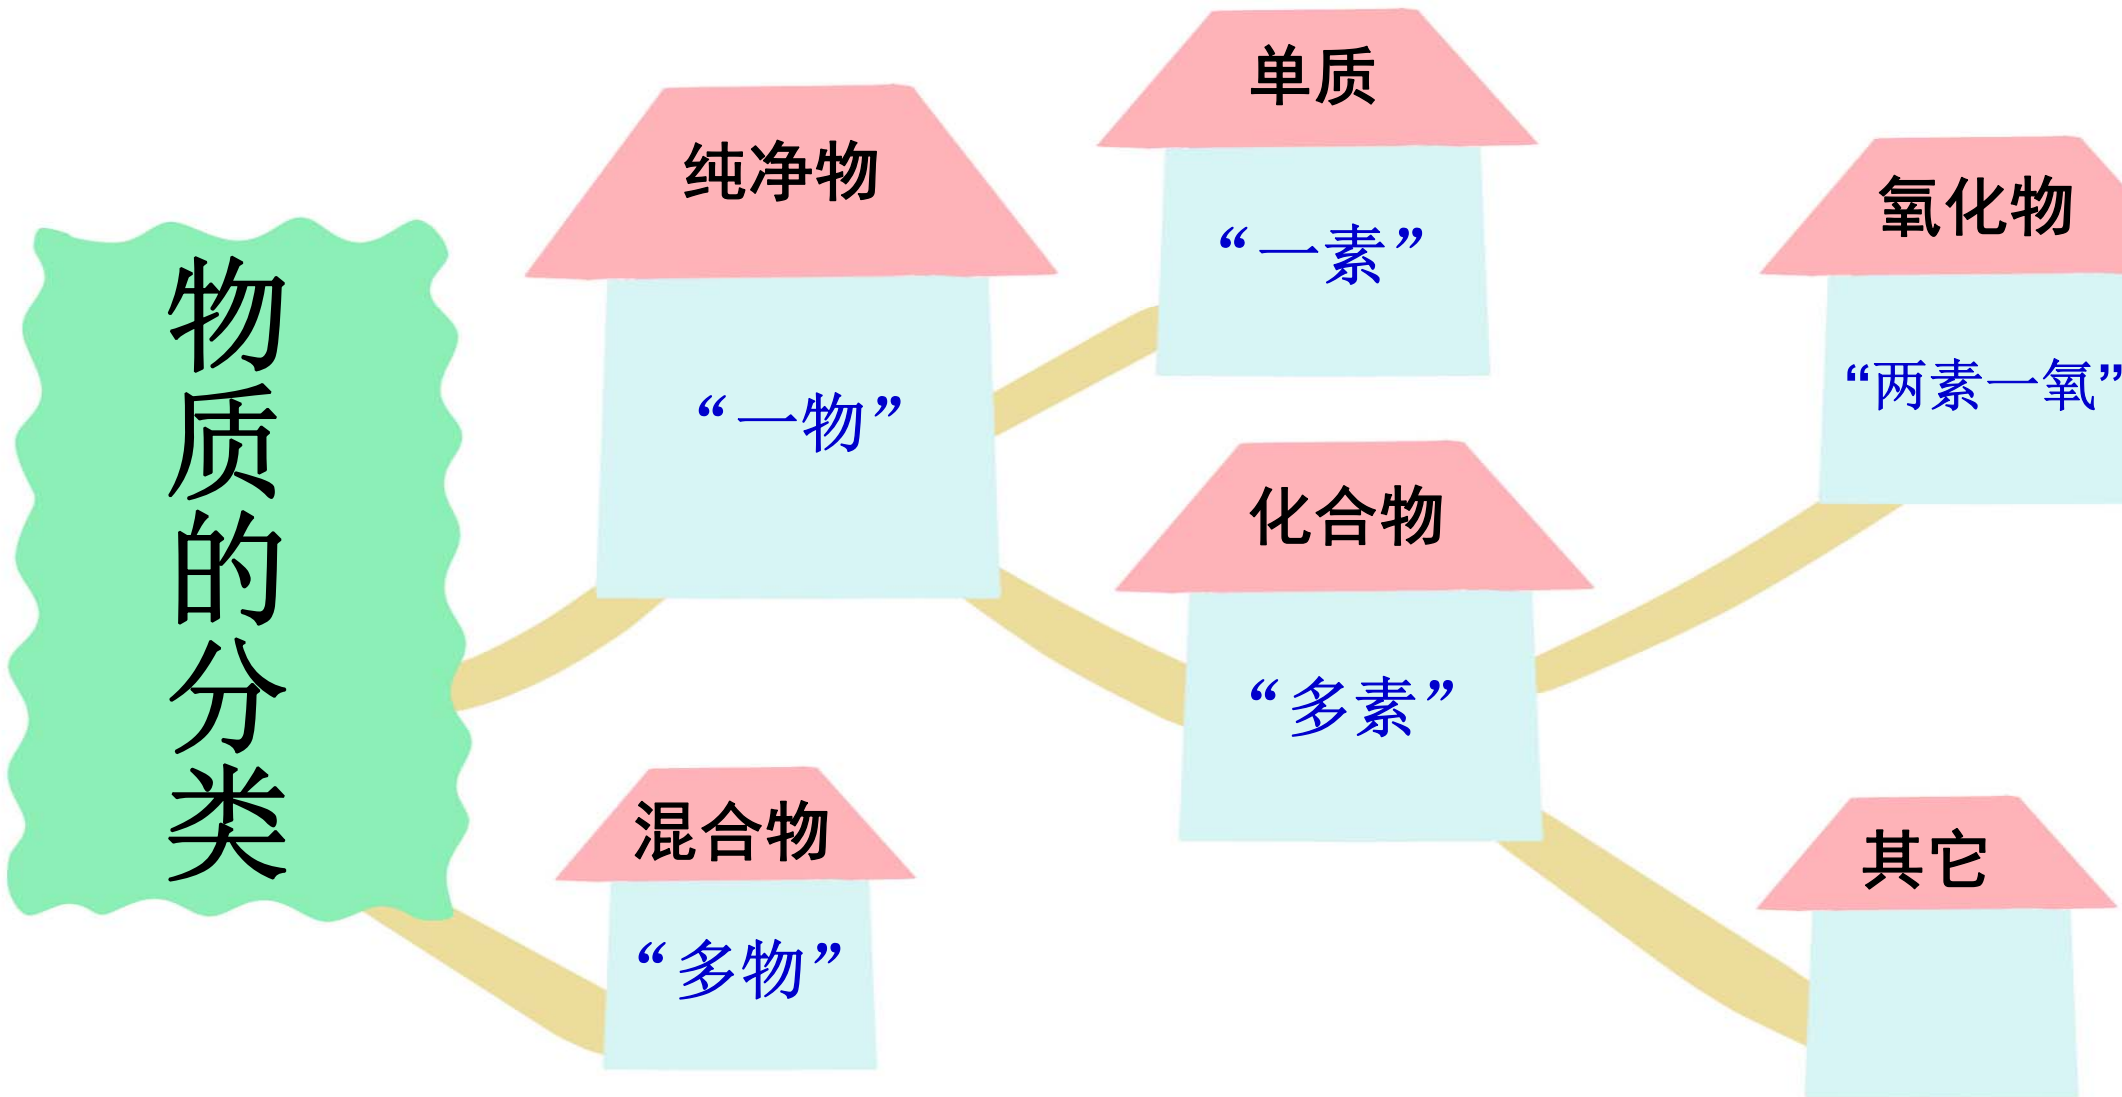 物质的分类
纯净物
“一物”
单质
“一素”
化合物
“多素”
氧化物
“两素一氧”
其它
混合物
“多物”